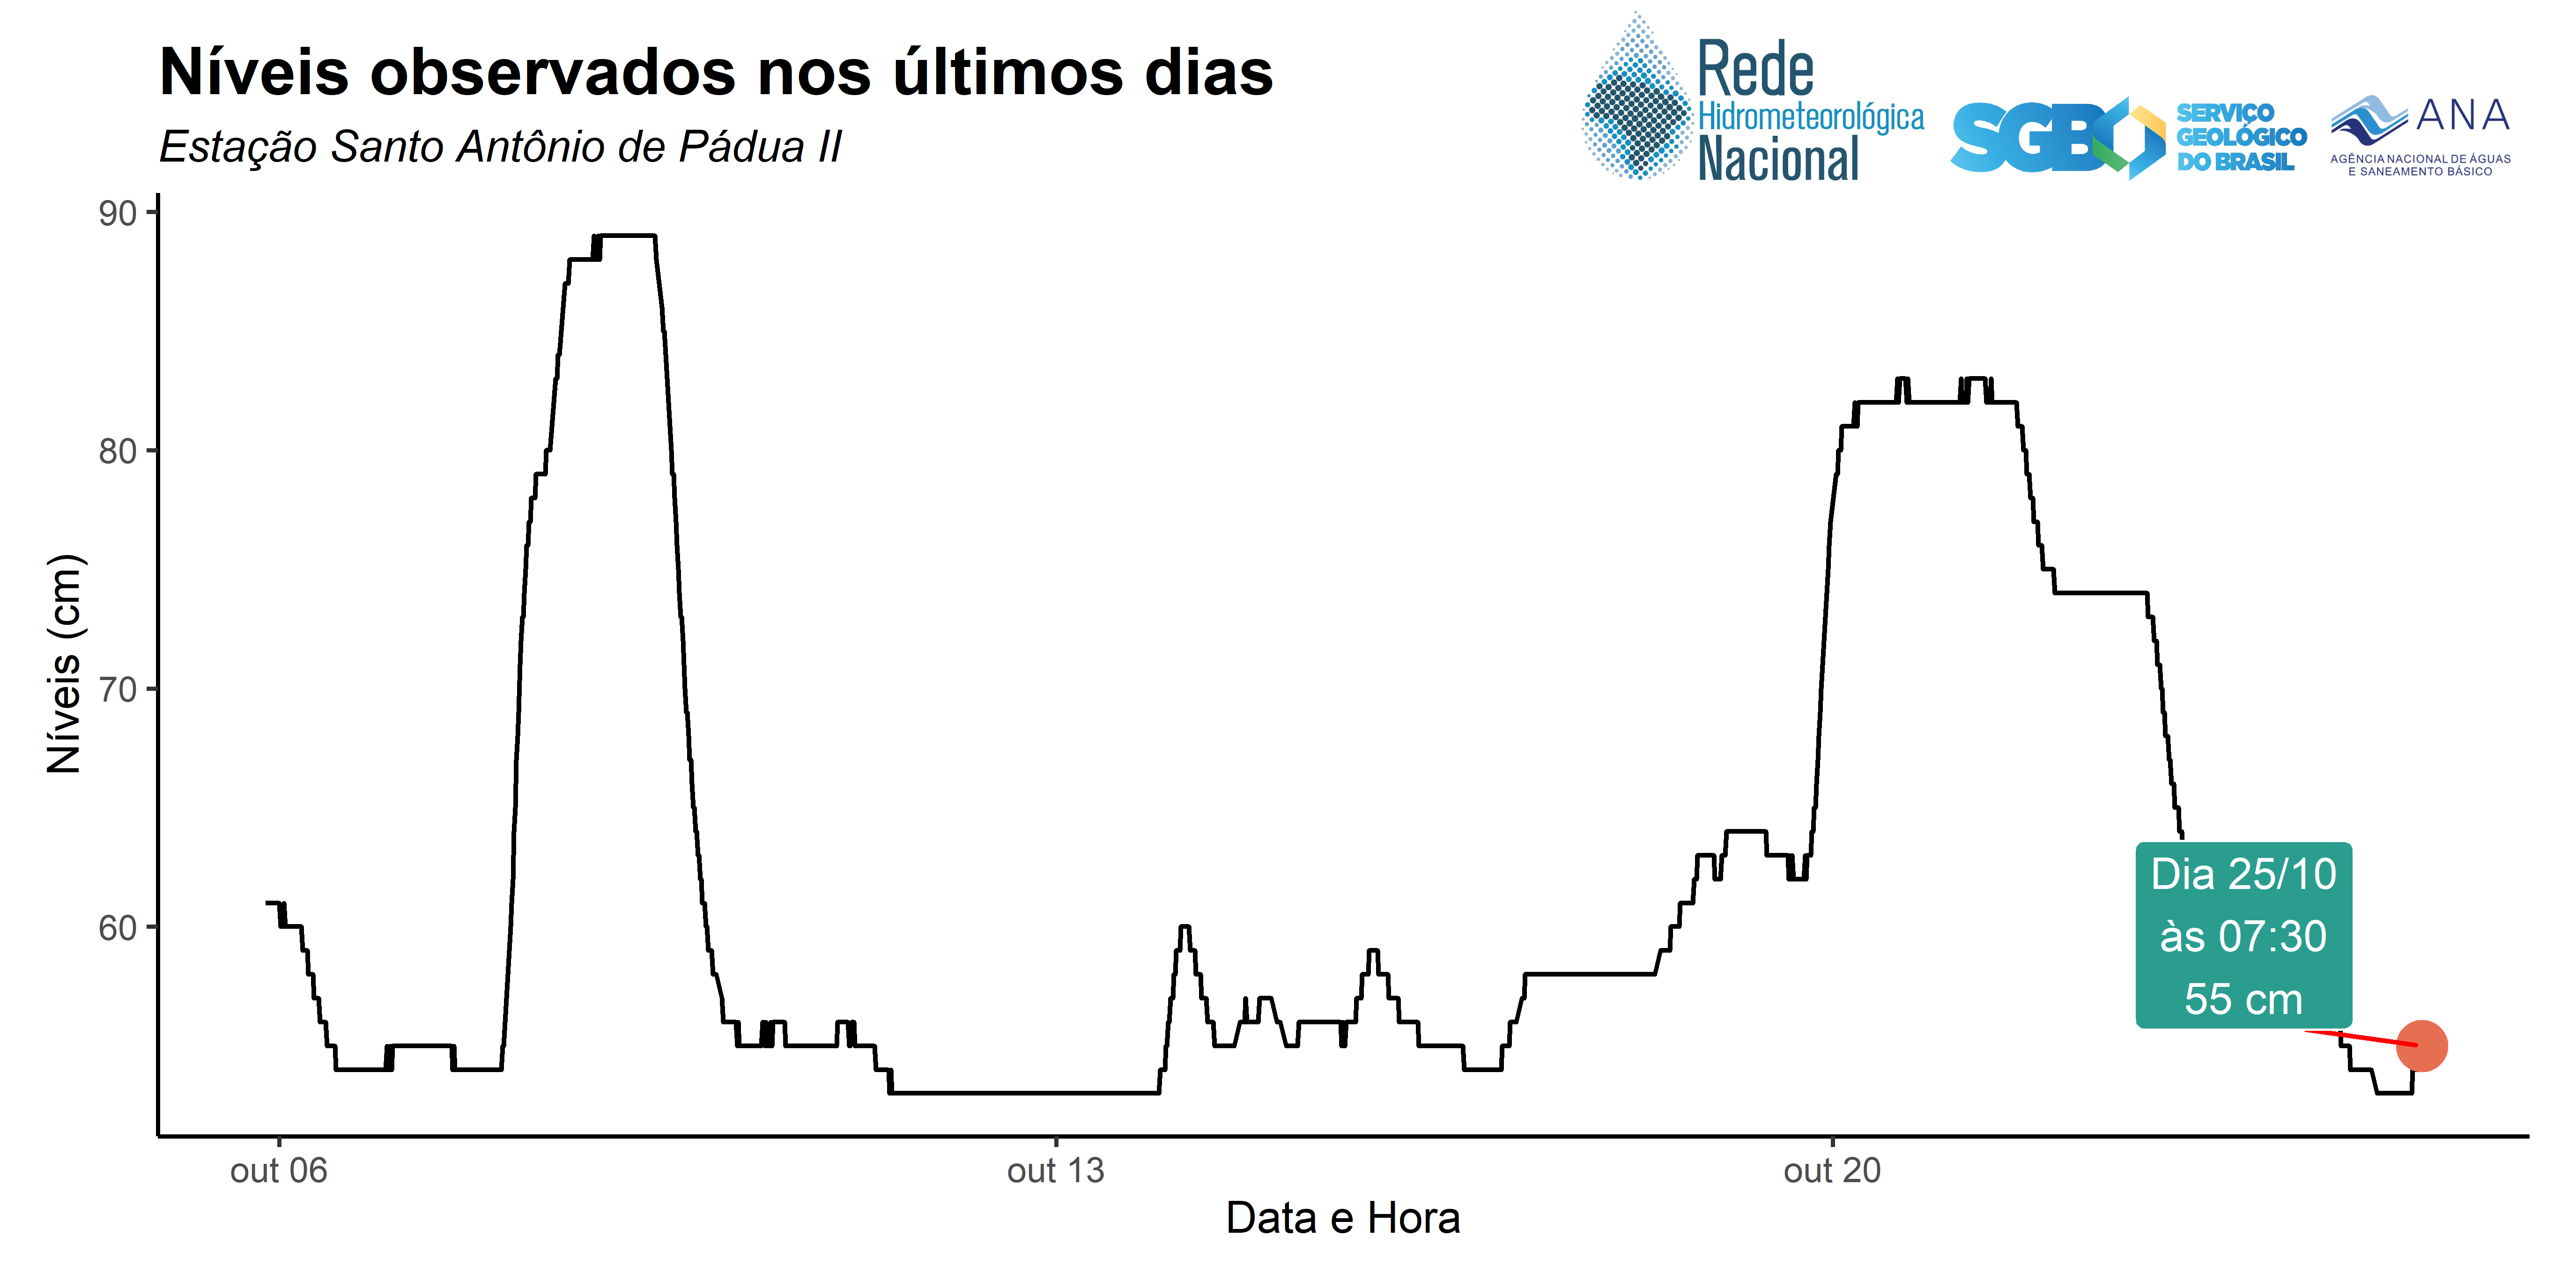 Níveis observados nos últimos dias
Estação Santo Antônio de Pádua II
Rede
Hidrometeorológica
Nacional
SGB
SERVIÇO
GEOLÓGICO
DO BRASIL
ANA
AGÊNCIA NACIONAL DE ÁGUAS
E SANEAMENTO BÁSICO
Níveis (cm)
90
80
70
60
Dia 25/10
às 07:30
55 cm
out 06
out 13
out 20
Data e Hora